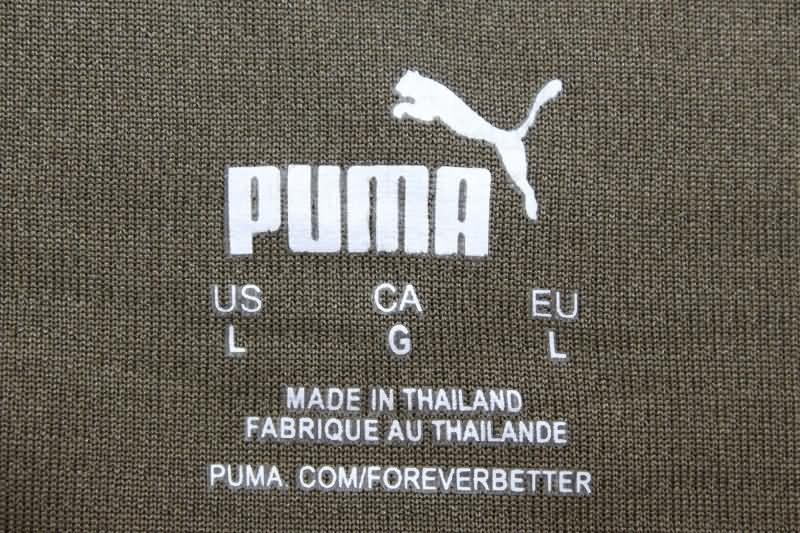 PUMA
US CA EU
L G L
MADE IN THAILAND
FABRIQUE AU THAILANDE
PUMA. COM/FOREVERBETTER